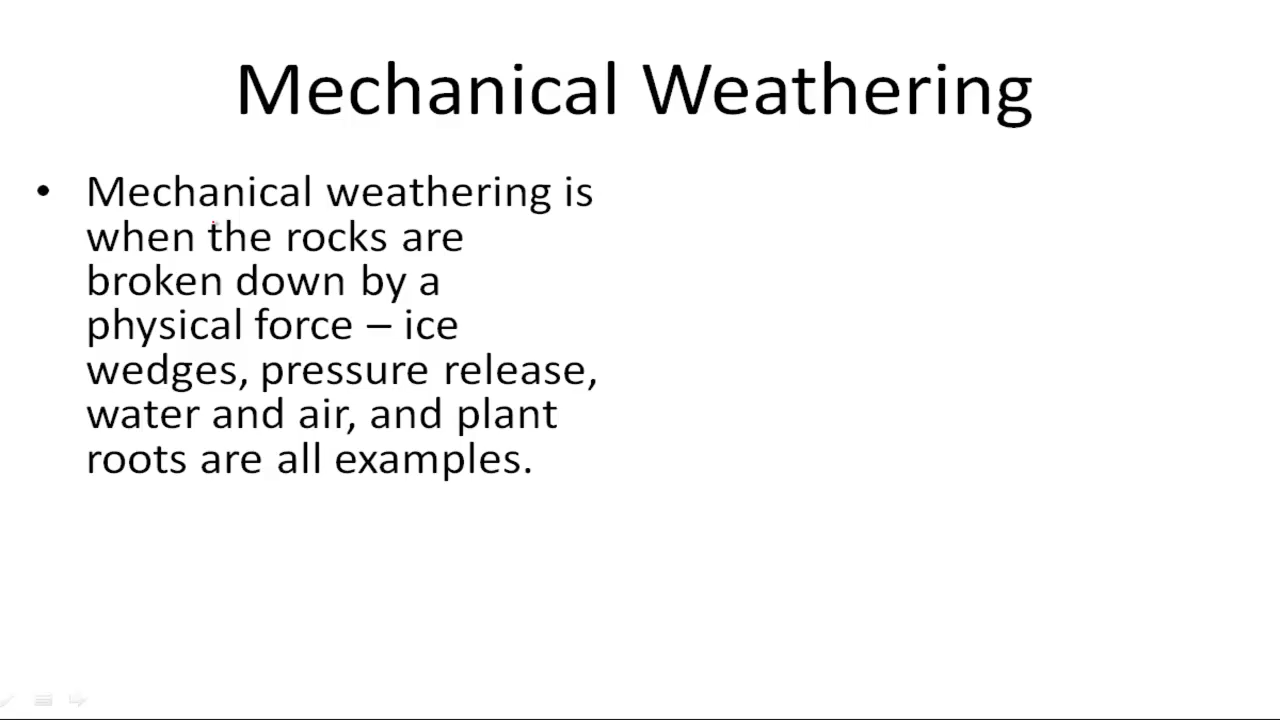 Mechanical Weathering
• Mechanical weathering is
when the rocks are
broken down by a
physical force – ice
wedges, pressure release,
water and air, and plant
roots are all examples.